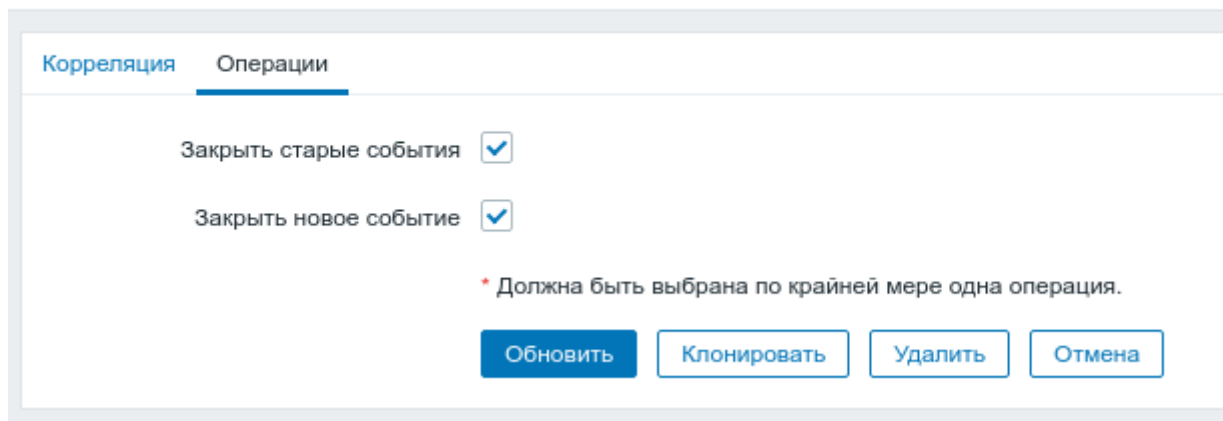 Корреляция Операции
Закрыть старые события
Закрыть новое событие
* Должна быть выбрана по крайней мере одна операция.
Обновить Клонировать Удалить Отмена